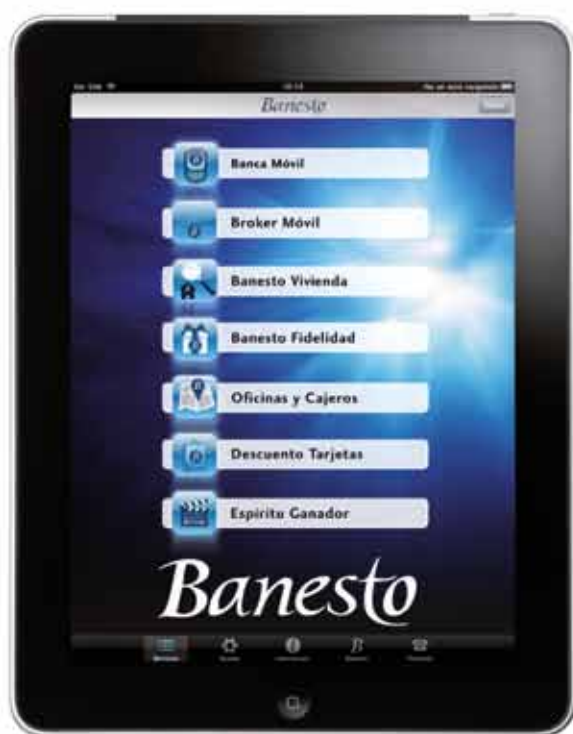 Banesto
Banca Móvil
Broker Móvil
Banesto Vivienda
Banesto Fidelidad
Oficinas y Cajeros
Descuento Tarjetas
Espíritu Ganador
Banesto